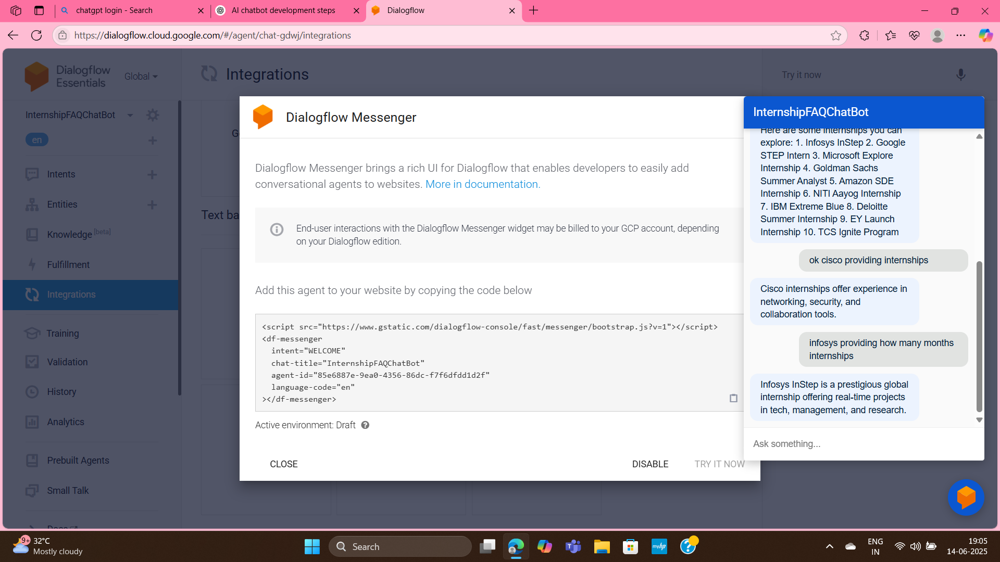 chatgpt login - Search
AI chatbot development steps
Dialogflow
https://dialogflow.cloud.google.com/#/agent/chat-gdwj/integrations
Dialogflow
Essentials
Global
Integrations
Try it now
InternshipFAQChatBot
en
Intents
Entities
Knowledge [beta]
Fulfillment
Integrations
Training
Validation
History
Analytics
Prebuilt Agents
Small Talk
Docs
Text ba
Dialogflow Messenger
Dialogflow Messenger brings a rich UI for Dialogflow that enables developers to easily add
conversational agents to websites. More in documentation.
End-user interactions with the Dialogflow Messenger widget may be billed to your GCP account, depending
on your Dialogflow edition.
Add this agent to your website by copying the code below
<script src="https://www.gstatic.com/dialogflow-console/fast/messenger/bootstrap.js?v=1"></script>
<df-messenger
intent="WELCOME"
chat-title="InternshipFAQChatBot"
agent-id="85e6887e-9ea0-4356-86dc-f7f6dfdd1d2f"
language-code="en"
></df-messenger>
Active environment: Draft
CLOSE
DISABLE
TRY IT NOW
InternshipFAQChatBot
Here are some internships you can
explore: 1. Infosys InStep 2. Google
STEP Intern 3. Microsoft Explore
Internship 4. Goldman Sachs
Summer Analyst 5. Amazon SDE
Internship 6. NITI Aayog Internship
7. IBM Extreme Blue 8. Deloitte
Summer Internship 9. EY Launch
Internship 10. TCS Ignite Program
ok cisco providing internships
Cisco internships offer experience in
networking, security, and
collaboration tools.
infosys providing how many months
internships
Infosys InStep is a prestigious global
internship offering real-time projects
in tech, management, and research.
Ask something...
9+
32°C
Mostly cloudy
Search
myhp
ENG
IN
19:05
14-06-2025